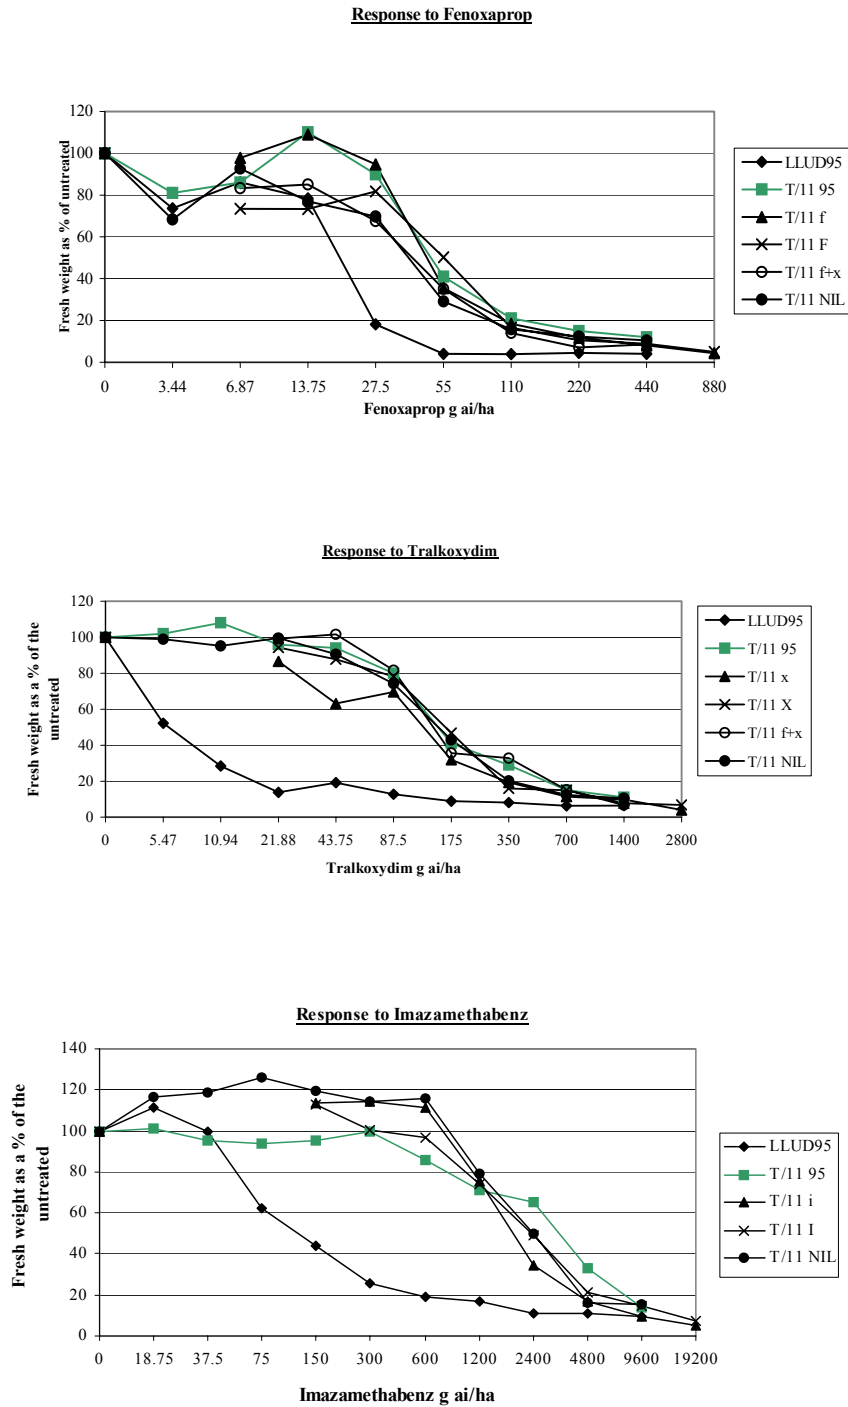 Response to Fenoxaprop
Fresh weight as % of untreated
120
100
80
60
40
20
0
0 3.44 6.87 13.75 27.5 55 110 220 440 880
Fenoxaprop g ai/ha
LLUD95
T/11 95
T/11 f
T/11 F
T/11 f+x
T/11 NIL
Response to Tralkoxydim
Fresh weight as a % of the
untreated
120
100
80
60
40
20
0
0 5.47 10.94 21.88 43.75 87.5 175 350 700 1400 2800
Tralkoxydim g ai/ha
LLUD95
T/11 95
T/11 x
T/11 X
T/11 f+x
T/11 NIL
Response to Imazamethabenz
Fresh weight as a % of the
untreated
140
120
100
80
60
40
20
0
0 18.75 37.5 75 150 300 600 1200 2400 4800 9600 19200
Imazamethabenz g ai/ha
LLUD95
T/11 95
T/11 i
T/11 I
T/11 NIL